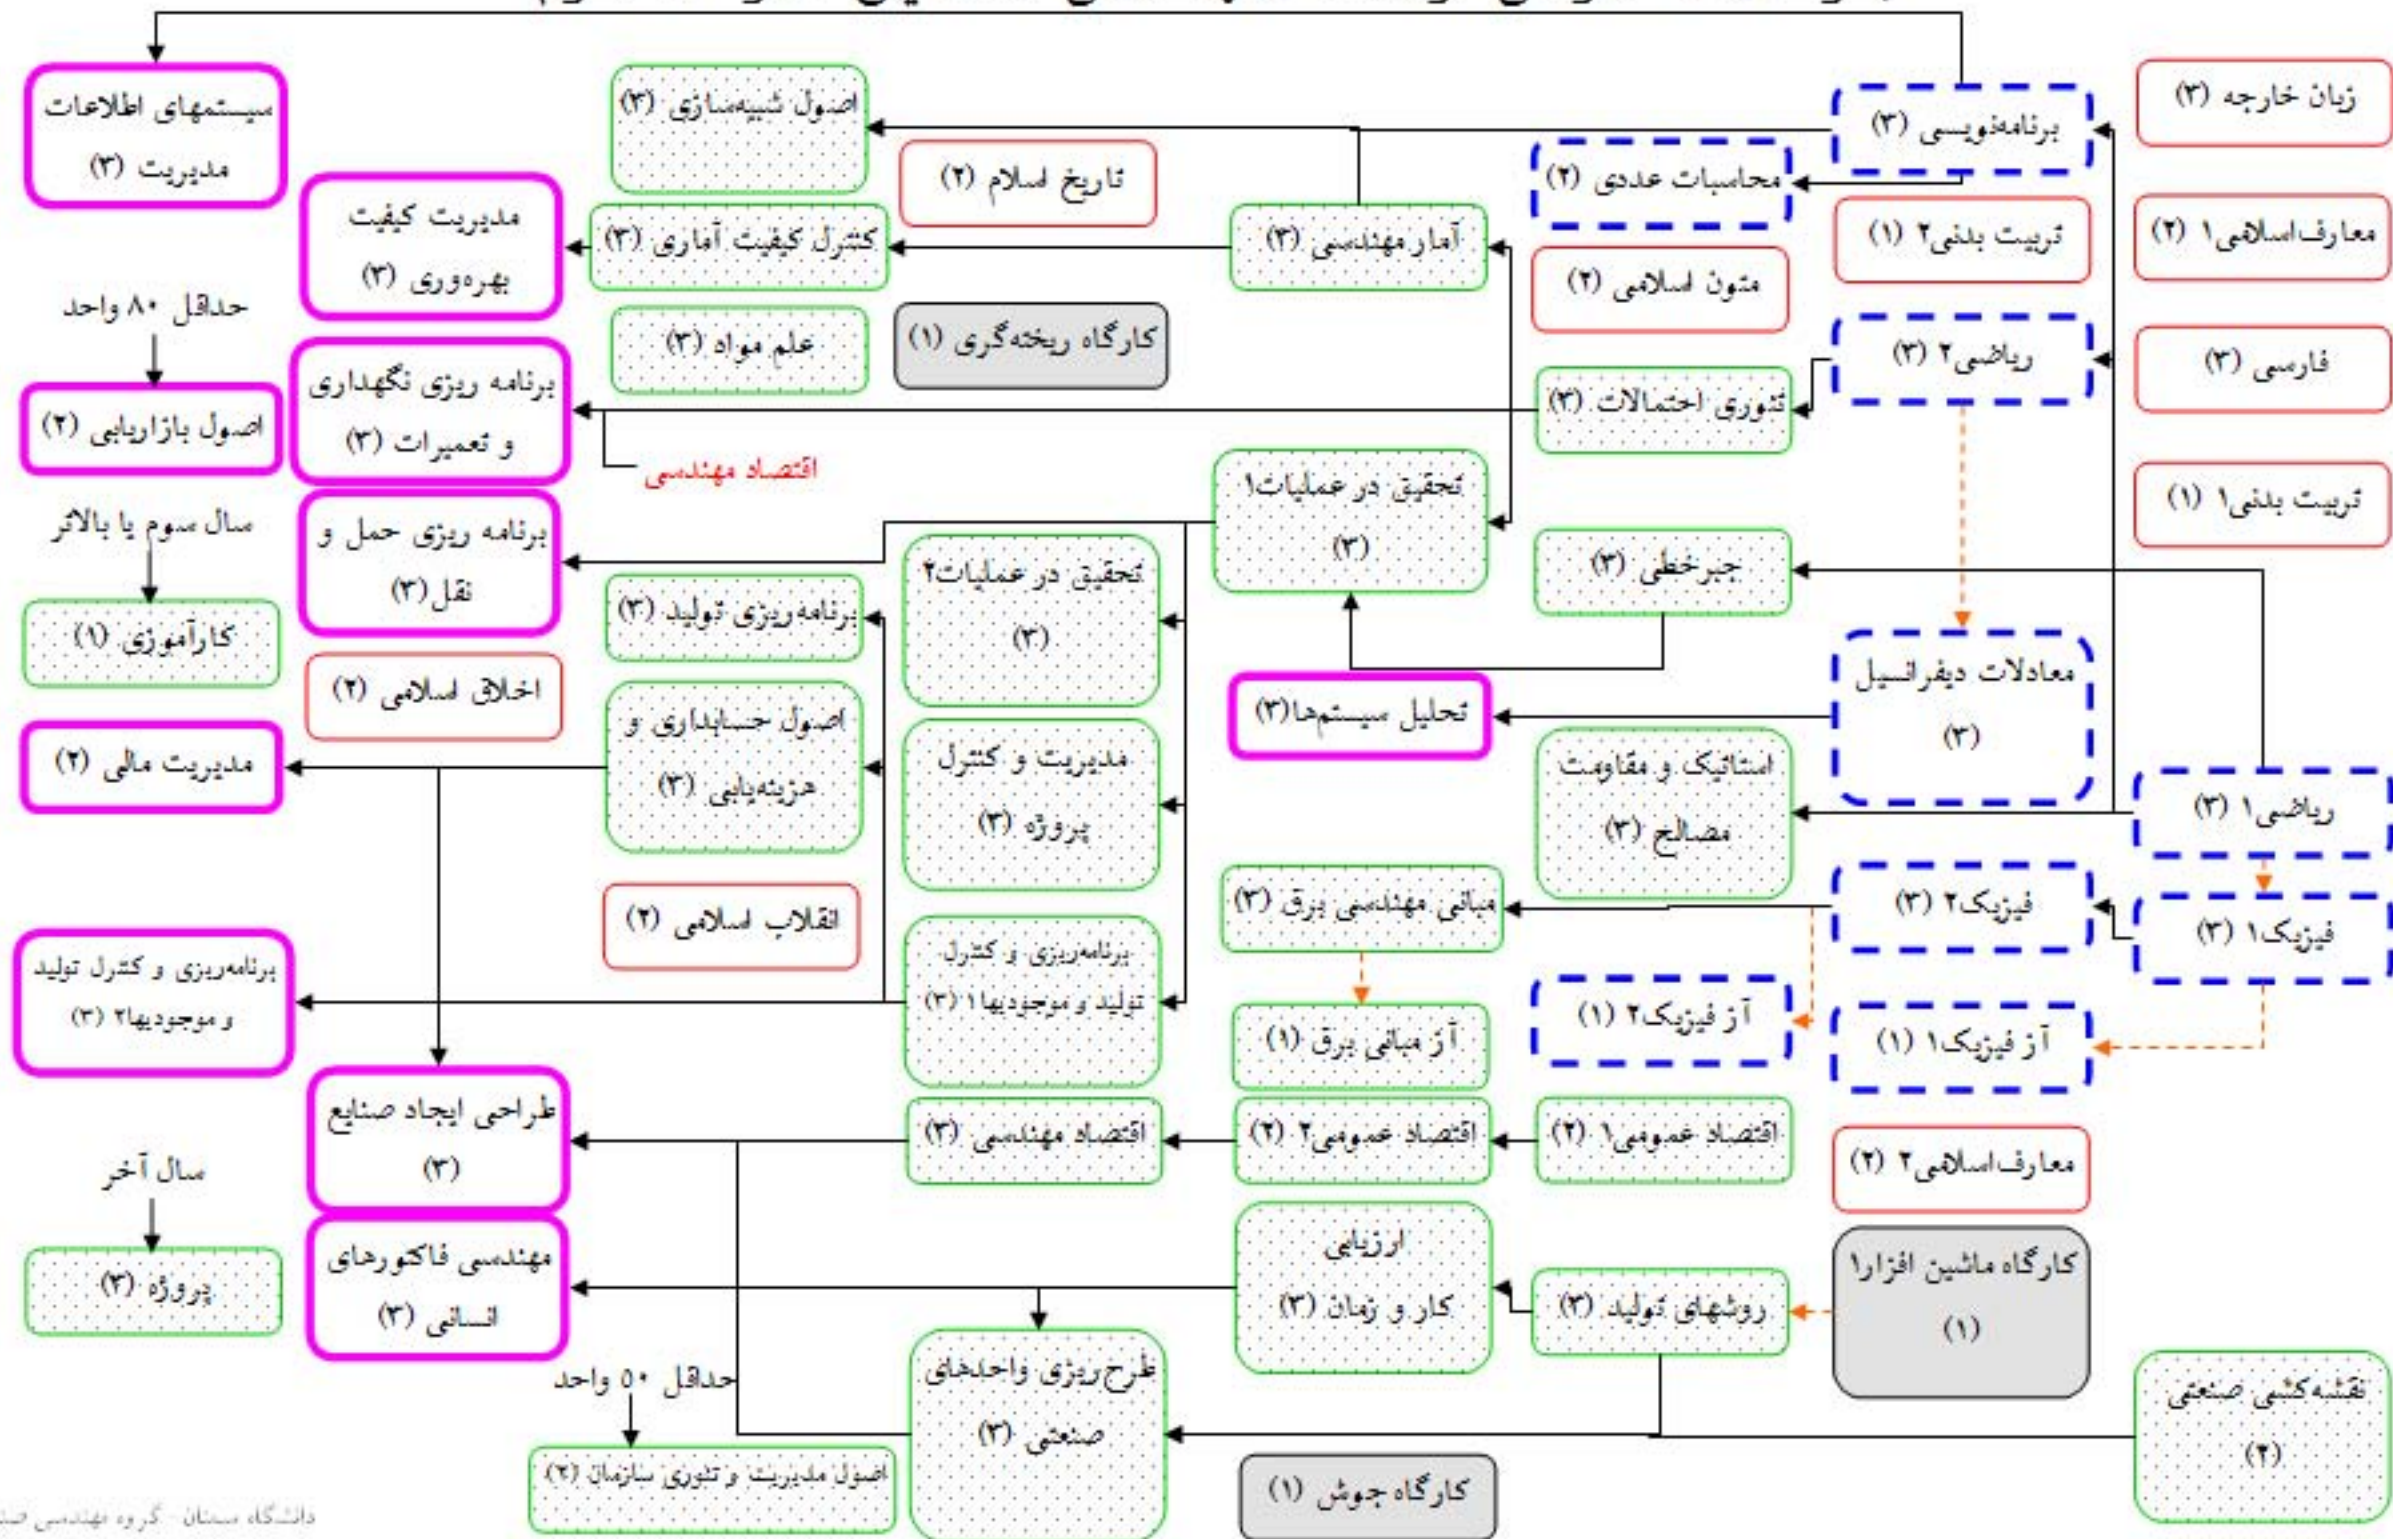 زبان خارجه (۳)
معارف‌اسلامی۱ (۲)
فارسی (۳)
تربیت بدنی۱ (۱)
ریاضی۱ (۳)
فیزیک۱ (۳)
نقشه‌کشی صنعتی
(۲)
برنامه‌نویسی (۳)
تربیت بدنی۲ (۱)
ریاضی۲ (۳)
معادلات دیفرانسیل
(۳)
فیزیک۲ (۳)
آز فیزیک۱ (۱)
معارف‌اسلامی۲ (۲)
کارگاه ماشین افزار۱
(۱)
محاسبات عددی (۲)
متون اسلامی (۲)
تئوری احتمالات (۳)
جبرخطی (۳)
استاتیک و مقاومت
مصالح (۳)
آز فیزیک۲ (۱)
اقتصاد عمومی۱ (۲)
روشهای تولید (۳)
آمار مهندسی (۳)
تحقیق در عملیات۱
(۳)
تحلیل سیستم‌ها(۳)
مبانی مهندسی برق (۳)
آز مبانی برق (۱)
اقتصاد عمومی۲ (۲)
ارزیابی
کار و زمان (۳)
کارگاه جوش (۱)
تاریخ اسلام (۲)
کارگاه ریخته‌گری (۱)
تحقیق در عملیات۲
(۳)
مدیریت و کنترل
پروژه (۳)
برنامه‌ریزی و کنترل
تولید و موجودیها۱ (۳)
اقتصاد مهندسی (۳)
طرح‌ریزی واحدهای
صنعتی (۳)
اصول شبیه‌سازی (۳)
کنترل کیفیت آماری (۳)
علم مواد (۳)
اقتصاد مهندسی
برنامه‌ریزی تولید (۳)
اصول حسابداری و
هزینه‌یابی (۳)
انقلاب اسلامی (۲)
حداقل ۵۰ واحد
اصول مدیریت و تئوری سازمان (۲)
مدیریت کیفیت
بهره‌وری (۳)
برنامه ریزی نگهداری
و تعمیرات (۳)
برنامه ریزی حمل و
نقل(۳)
اخلاق اسلامی (۲)
طراحی ایجاد صنایع
(۳)
مهندسی فاکتورهای
انسانی (۳)
سیستمهای اطلاعات
مدیریت (۳)
حداقل ۸۰ واحد
اصول بازاریابی (۲)
سال سوم یا بالاتر
کارآموزی (۱)
مدیریت مالی (۲)
برنامه‌ریزی و کنترل تولید
و موجودیها۲ (۳)
سال آخر
پروژه (۳)
دانشگاه سمنان - گروه مهندسی